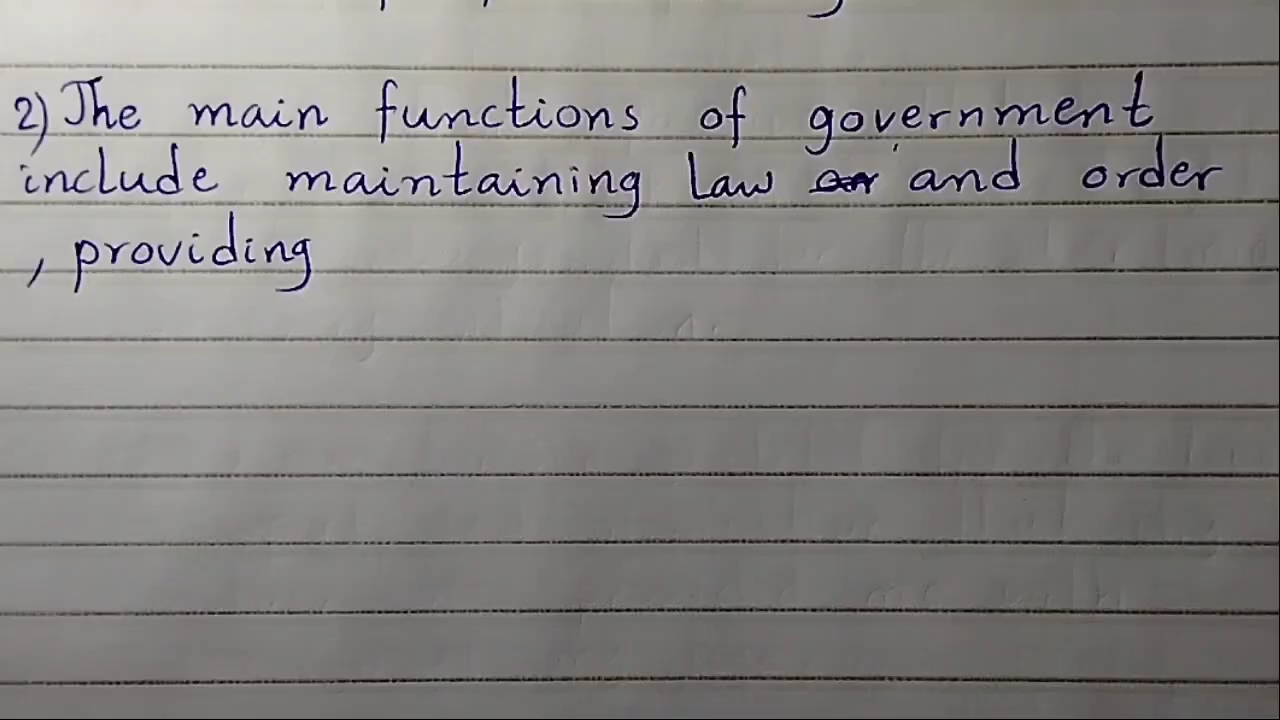 2) The main functions of government
include maintaining law and order
, providing